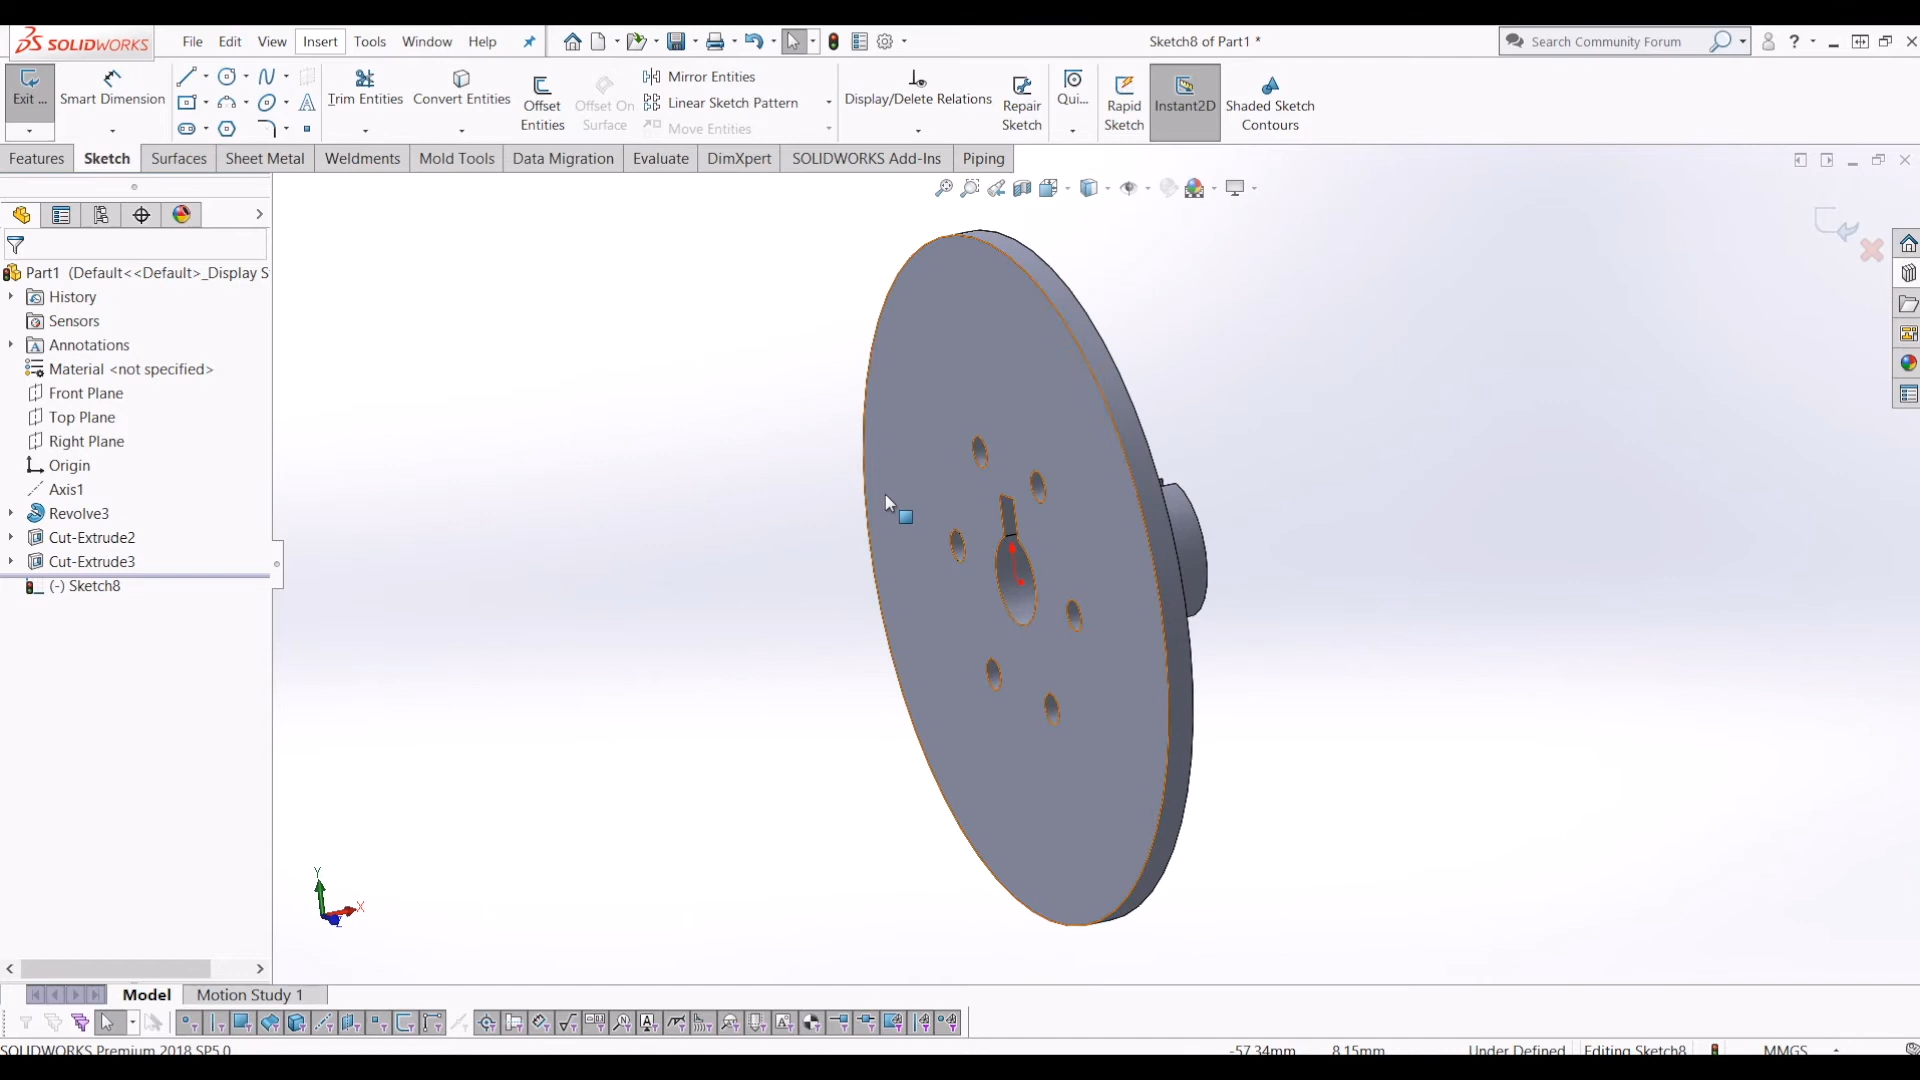 SOLIDWORKS File Edit View Insert Tools Window Help Sketch8 of Part1 * Search Community Forum ?
Exit ... Smart Dimension Trim Entities Convert Entities Offset Entities Offset On Surface Mirror Entities Linear Sketch Pattern Move Entities Display/Delete Relations Repair Sketch Qui... Rapid Sketch Instant2D Shaded Sketch Contours
Features Sketch Surfaces Sheet Metal Weldments Mold Tools Data Migration Evaluate DimXpert SOLIDWORKS Add-Ins Piping
Part1 (Default<<Default>_Display S
History
Sensors
Annotations
Material <not specified>
Front Plane
Top Plane
Right Plane
Origin
Axis1
Revolve3
Cut-Extrude2
Cut-Extrude3
(-) Sketch8
Y
X
Z
Model Motion Study 1
SOLIDWORKS Premium 2018 SP5.0 -57.34mm 8.15mm Under Defined Editing Sketch8 MMGS